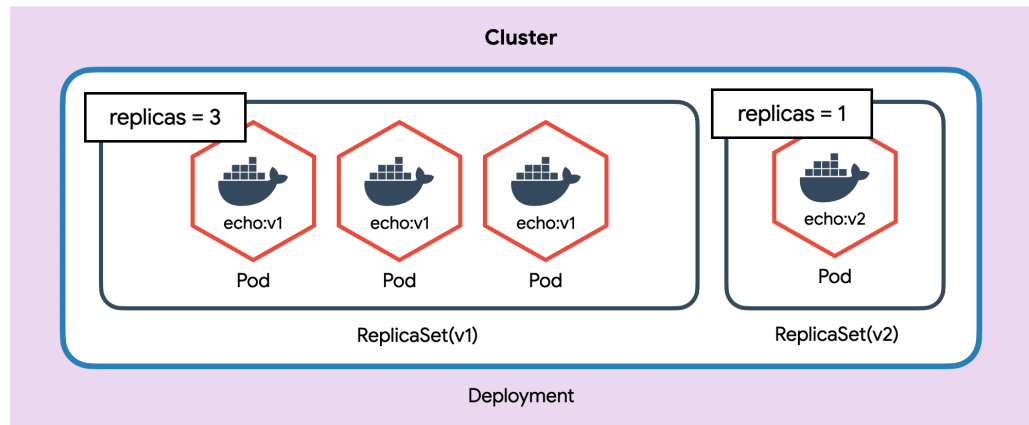 Cluster
replicas = 3
replicas = 1
echo:v1
echo:v1
echo:v1
echo:v2
Pod
Pod
Pod
Pod
ReplicaSet(v1)
ReplicaSet(v2)
Deployment